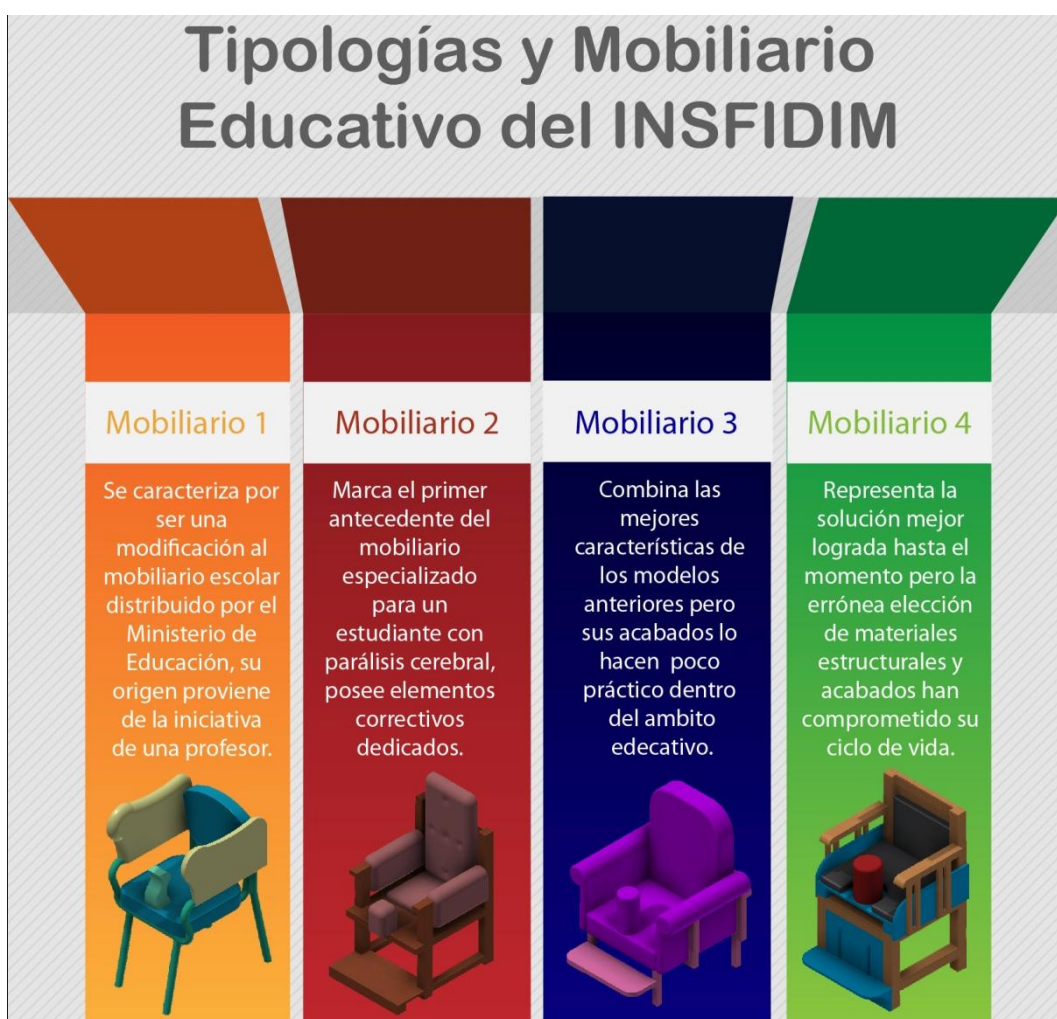 Tipologías y Mobiliario
Educativo del INSFIDIM
Mobiliario 1
Se caracteriza por
ser una
modificación al
mobiliario escolar
distribuido por el
Ministerio de
Educación, su
origen proviene
de la iniciativa
de una profesor.
Mobiliario 2
Marca el primer
antecedente del
mobiliario
especializado
para un
estudiante con
parálisis cerebral,
posee elementos
correctivos
dedicados.
Mobiliario 3
Combina las
mejores
características de
los modelos
anteriores pero
sus acabados lo
hacen poco
práctico dentro
del ambito
edecativo.
Mobiliario 4
Representa la
solución mejor
lograda hasta el
momento pero la
errónea elección
de materiales
estructurales y
acabados han
comprometido su
ciclo de vida.